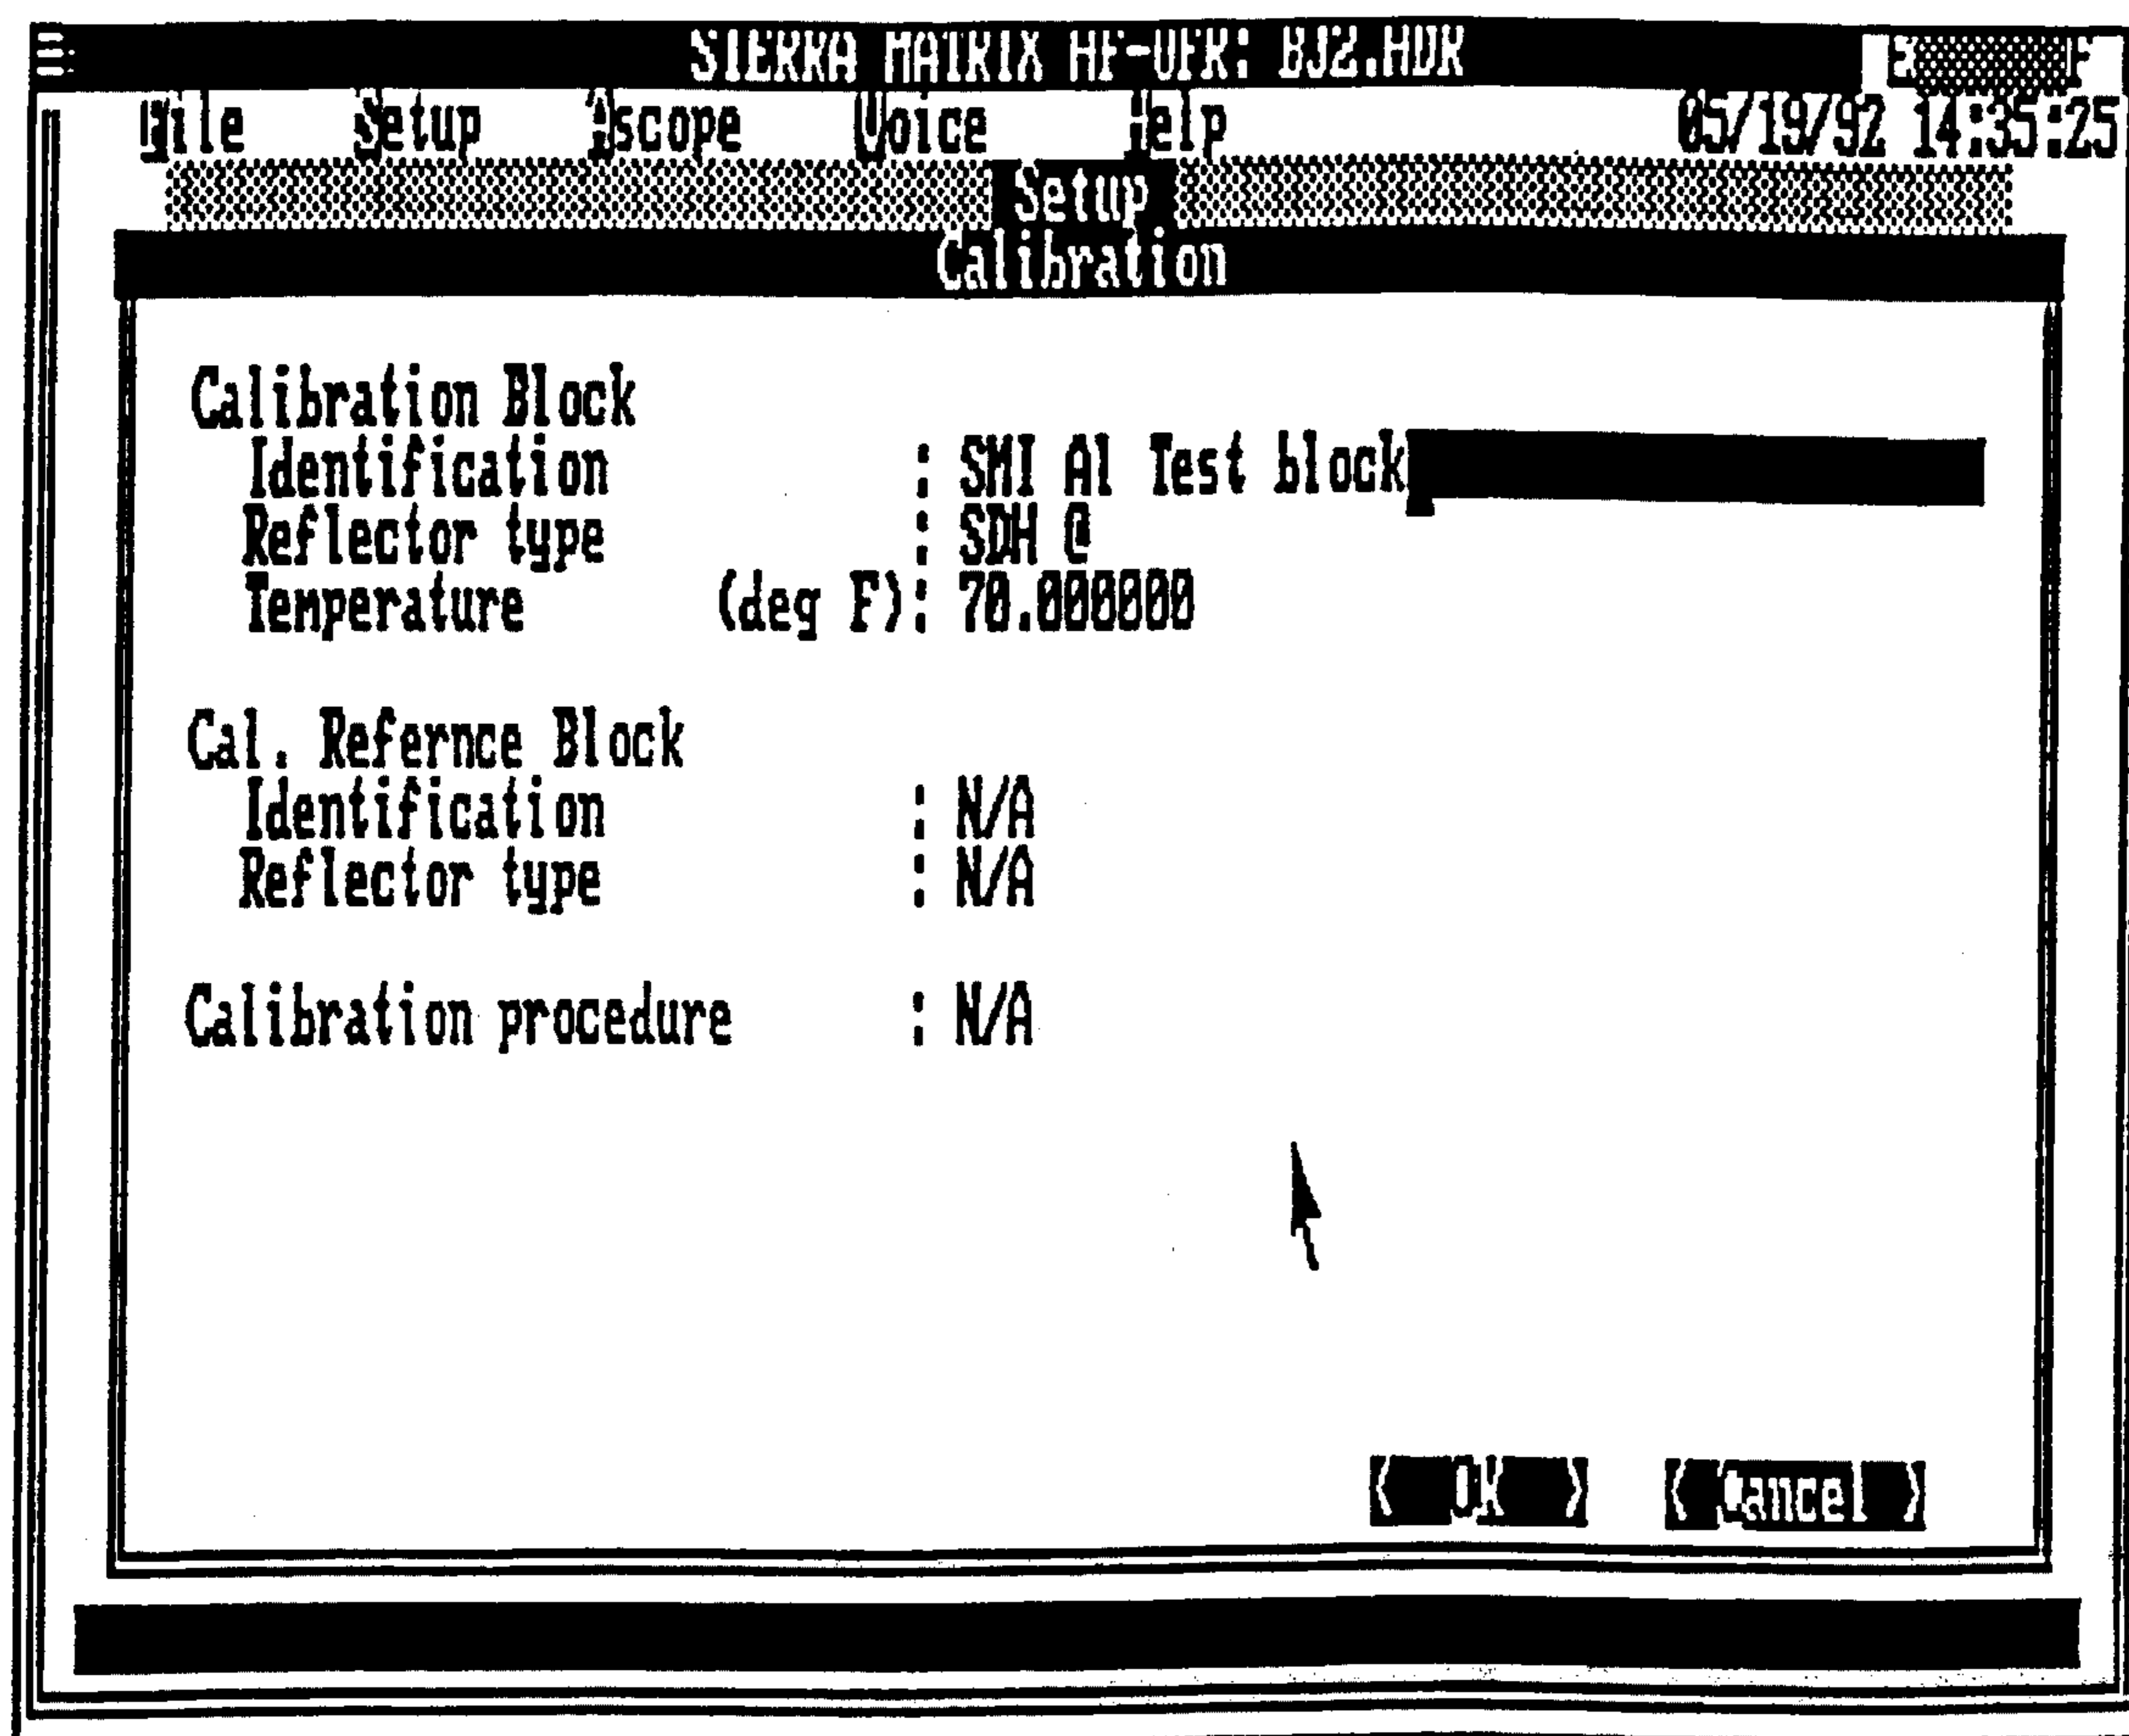 SIERRA MATRIX HF-UFR: BJ2.HDR E F
File Setup Ascope Voice Help 05/19/92 14:35:25
Setup
Calibration
Calibration Block
Identification : SMI Al Test block
Reflector type : SDH @
Temperature (deg F): 70.000000
Cal. Refernce Block
Identification : N/A
Reflector type : N/A
Calibration procedure : N/A
< OK > < Cancel >